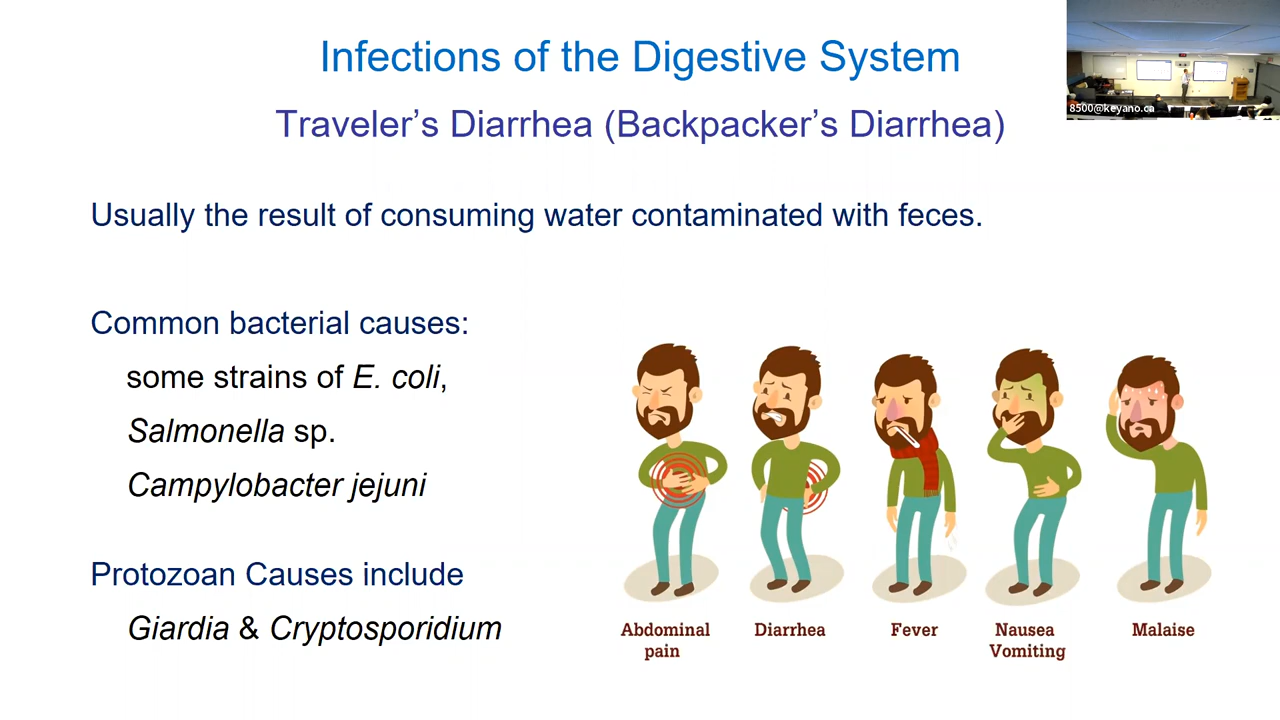 Infections of the Digestive System
8500@keyano.ca
Traveler’s Diarrhea (Backpacker’s Diarrhea)
Usually the result of consuming water contaminated with feces.
Common bacterial causes:
some strains of E. coli,
Salmonella sp.
Campylobacter jejuni
Protozoan Causes include
Giardia & Cryptosporidium
Abdominal pain
Diarrhea
Fever
Nausea
Vomiting
Malaise